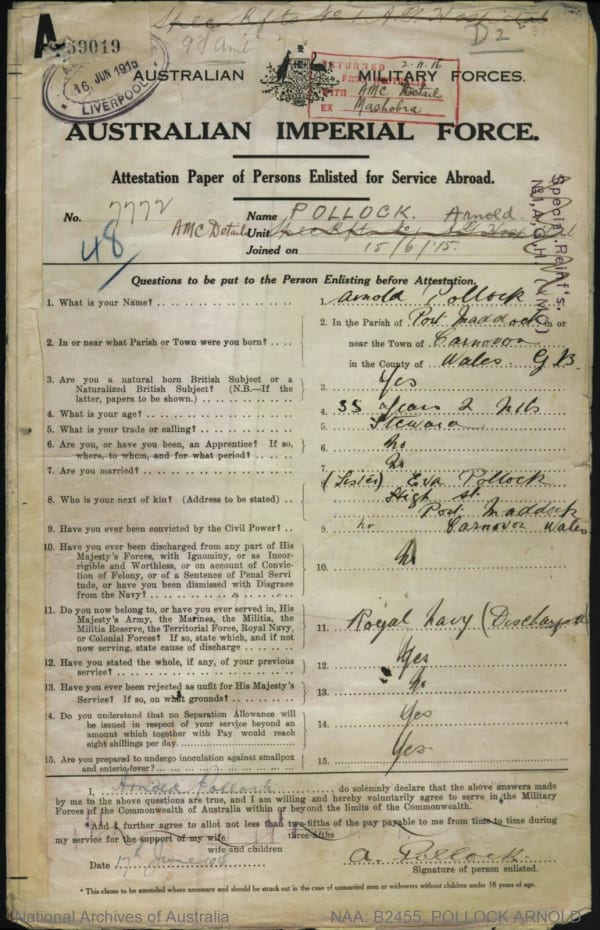 Spec Rfts No 1 A.G. Hospital
A 39019
D2
16 JUN 1915
LIVERPOOL
RETURNED 2-11-16
WITH AMC Detail
EX Mashobra
AUSTRALIAN MILITARY FORCES.
AUSTRALIAN IMPERIAL FORCE.
Attestation Paper of Persons Enlisted for Service Abroad.
No. 7772 Name POLLOCK. Arnold
48 AMC Details Unit
Joined on 15/6/15.
Special Reinf's.
Questions to be put to the Person Enlisting before Attestation.
1. What is your Name? 1. Arnold Pollock
2. In or near what Parish or Town were you born? 2. In the Parish of Port Maddock in or
near the Town of Carnovon
in the County of Wales G B.
3. Are you a natural born British Subject or a
Naturalized British Subject? (N.B.—If the
latter, papers to be shown.) 3. Yes
4. What is your age? 4. 35 Years 2 Mts
5. What is your trade or calling? 5. Steward
6. Are you, or have you been, an Apprentice? If so,
where, to whom, and for what period? 6. No
7. Are you married? 7. No
8. Who is your next of kin? (Address to be stated) 8. (Sister) Eva Pollock
High St.
Port Maddock
Carnovon Wales
9. Have you ever been convicted by the Civil Power? 9. no
10. Have you ever been discharged from any part of His
Majesty's Forces, with Ignominy, or as Incor-
rigible and Worthless, or on account of Convic-
tion of Felony, or of a Sentence of Penal Servi
tude, or have you been dismissed with Disgrace
from the Navy? 10. No
11. Do you now belong to, or have you ever served in, His
Majesty's Army, the Marines, the Militia, the
Militia Reserve, the Territorial Force, Royal Navy,
or Colonial Forces? If so, state which, and if not
now serving, state cause of discharge 11. Royal Navy (Discharged
12. Have you stated the whole, if any, of your previous
service? 12. Yes
13. Have you ever been rejected as unfit for His Majesty's
Service? If so, on what grounds? 13. No
14. Do you understand that no Separation Allowance will
be issued in respect of your service beyond an
amount which together with Pay would reach
eight shillings per day. 14. Yes
15. Are you prepared to undergo inoculation against smallpox
and enteric fever? 15. Yes
I, Arnold Pollock do solemnly declare that the above answers made
by me to the above questions are true, and I am willing and hereby voluntarily agree to serve in the Military
Forces of the Commonwealth of Australia within or beyond the limits of the Commonwealth.
*And I further agree to allot not less than two-fifths of the pay payable to me from time to time during
three-fifths
my service for the support of my wife
wife and children
Date 17th June 1915 A. Pollock.
Signature of person enlisted.
* This clause to be amended where necessary and should be struck out in the case of unmarried men or widowers without children under 18 years of age.
National Archives of Australia NAA: B2455, POLLOCK ARNOLD